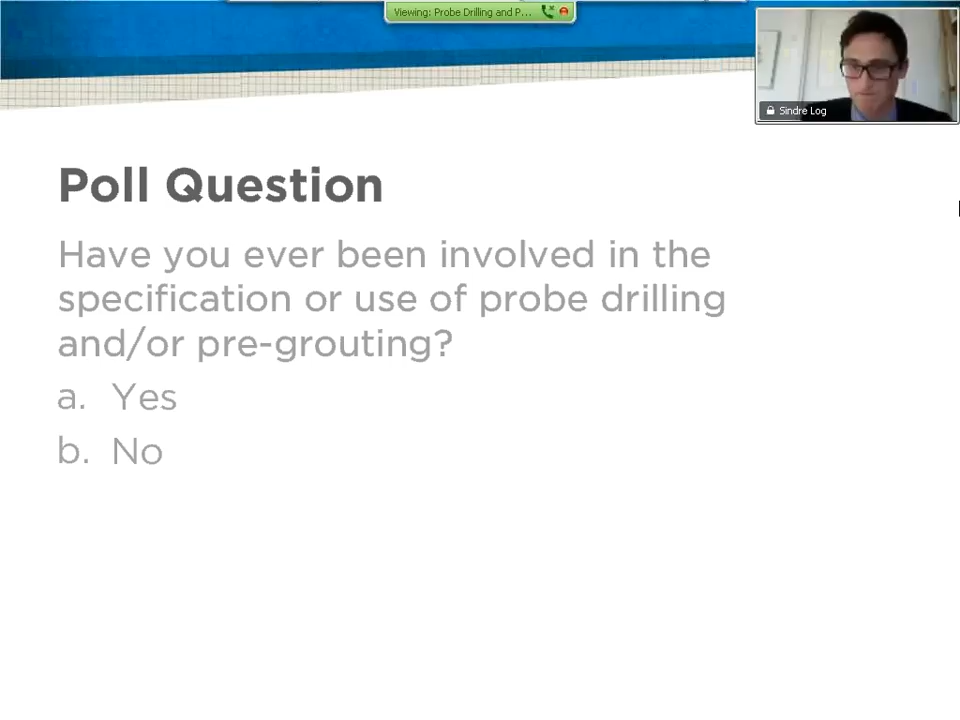 Viewing: Probe Drilling and P...
Sindre Log
Poll Question
Have you ever been involved in the
specification or use of probe drilling
and/or pre-grouting?
a. Yes
b. No